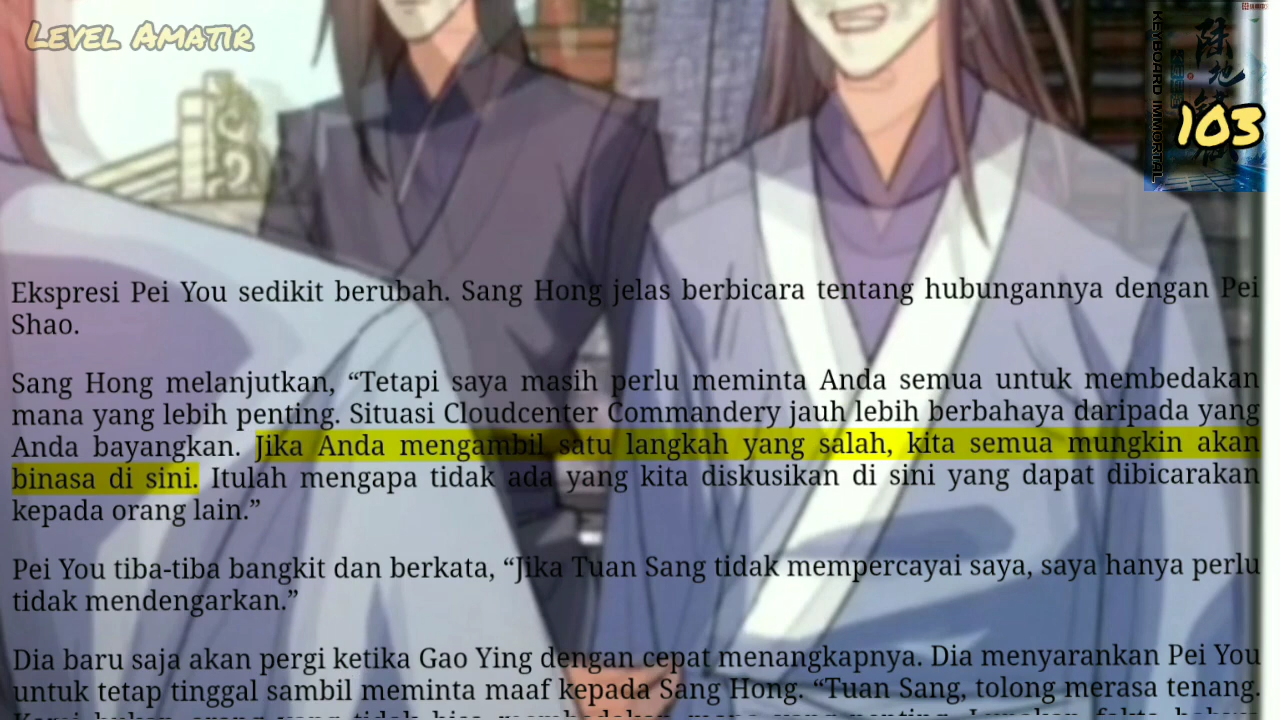 Level Amatir
KEYBOARD IMMORTAL
103
Ekspresi Pei You sedikit berubah. Sang Hong jelas berbicara tentang hubungannya dengan Pei
Shao.
Sang Hong melanjutkan, “Tetapi saya masih perlu meminta Anda semua untuk membedakan
mana yang lebih penting. Situasi Cloudcenter Commandery jauh lebih berbahaya daripada yang
Anda bayangkan. Jika Anda mengambil satu langkah yang salah, kita semua mungkin akan
binasa di sini. Itulah mengapa tidak ada yang kita diskusikan di sini yang dapat dibicarakan
kepada orang lain.”
Pei You tiba-tiba bangkit dan berkata, “Jika Tuan Sang tidak mempercayai saya, saya hanya perlu
tidak mendengarkan.”
Dia baru saja akan pergi ketika Gao Ying dengan cepat menangkapnya. Dia menyarankan Pei You
untuk tetap tinggal sambil meminta maaf kepada Sang Hong. “Tuan Sang, tolong merasa tenang.